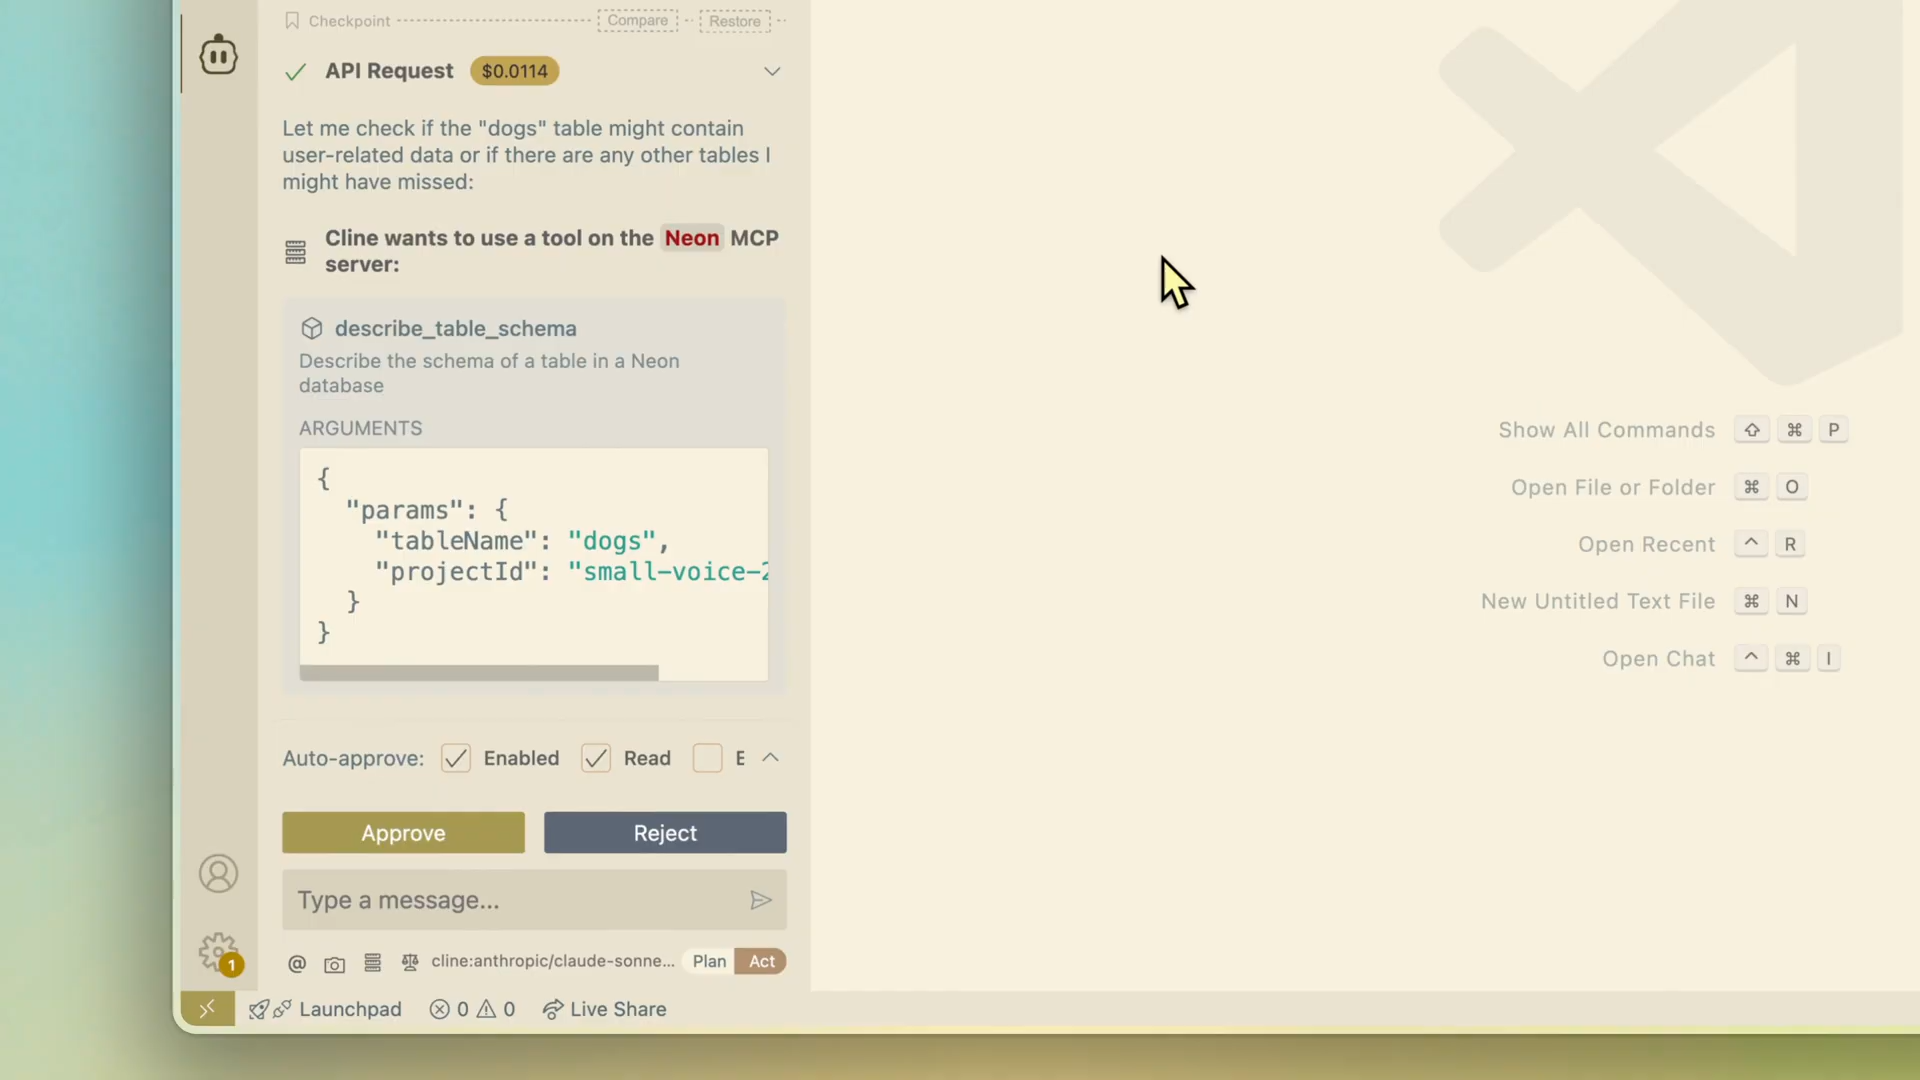 Checkpoint Compare Restore
API Request $0.0114
Let me check if the "dogs" table might contain
user-related data or if there are any other tables I
might have missed:
Cline wants to use a tool on the Neon MCP
server:
describe_table_schema
Describe the schema of a table in a Neon
database
ARGUMENTS
{
"params": {
"tableName": "dogs",
"projectId": "small-voice-2
}
}
Auto-approve: Enabled Read E
Approve Reject
Type a message...
@ cline:anthropic/claude-sonne... Plan Act
1
Launchpad 0 0 Live Share
Show All Commands ⇧ ⌘ P
Open File or Folder ⌘ O
Open Recent ^ R
New Untitled Text File ⌘ N
Open Chat ^ ⌘ I